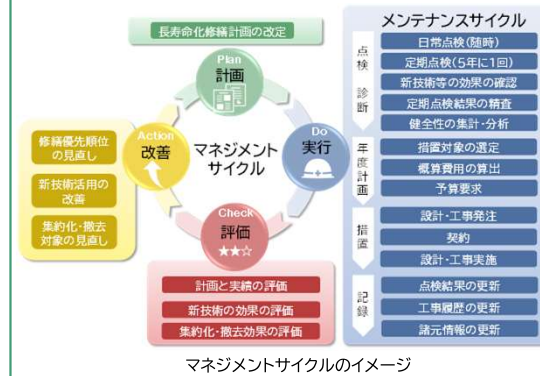 長寿命化修繕計画の改定
Plan
計画
Do
実行
Check
評価
★★☆
Action
改善
マネジメント
サイクル
修繕優先順位
の見直し
新技術活用の
改善
集約化・撤去
対象の見直し
計画と実績の評価
新技術の効果の評価
集約化・撤去効果の評価
メンテナンスサイクル
点検診断
日常点検(随時)
定期点検(5年に1回)
新技術等の効果の確認
定期点検結果の精査
健全性の集計・分析
年度計画
措置対象の選定
概算費用の算出
予算要求
措置
設計・工事発注
契約
設計・工事実施
記録
点検結果の更新
工事履歴の更新
諸元情報の更新
マネジメントサイクルのイメージ